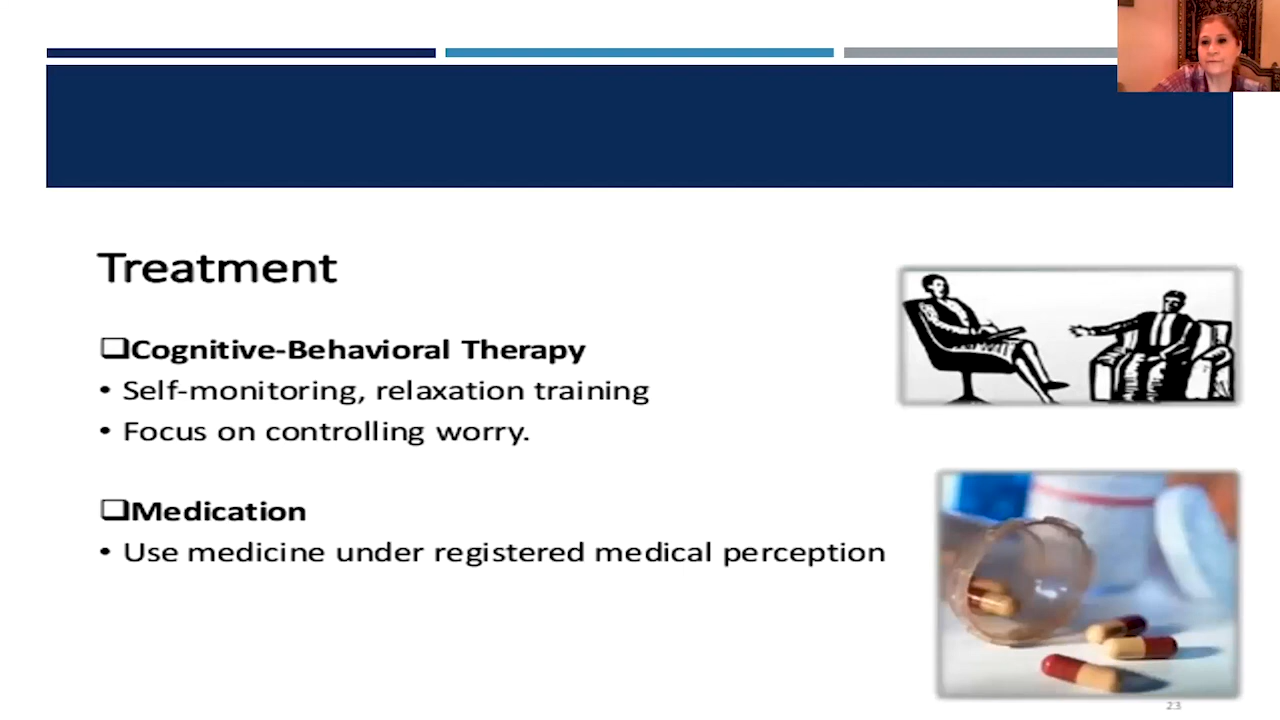 Treatment
❑Cognitive-Behavioral Therapy
• Self-monitoring, relaxation training
• Focus on controlling worry.
❑Medication
• Use medicine under registered medical perception
23